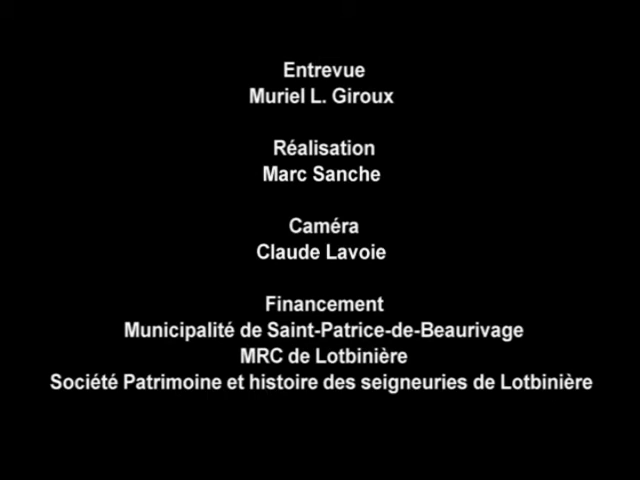 Entrevue
Muriel L. Giroux
Réalisation
Marc Sanche
Caméra
Claude Lavoie
Financement
Municipalité de Saint-Patrice-de-Beaurivage
MRC de Lotbinière
Société Patrimoine et histoire des seigneuries de Lotbinière